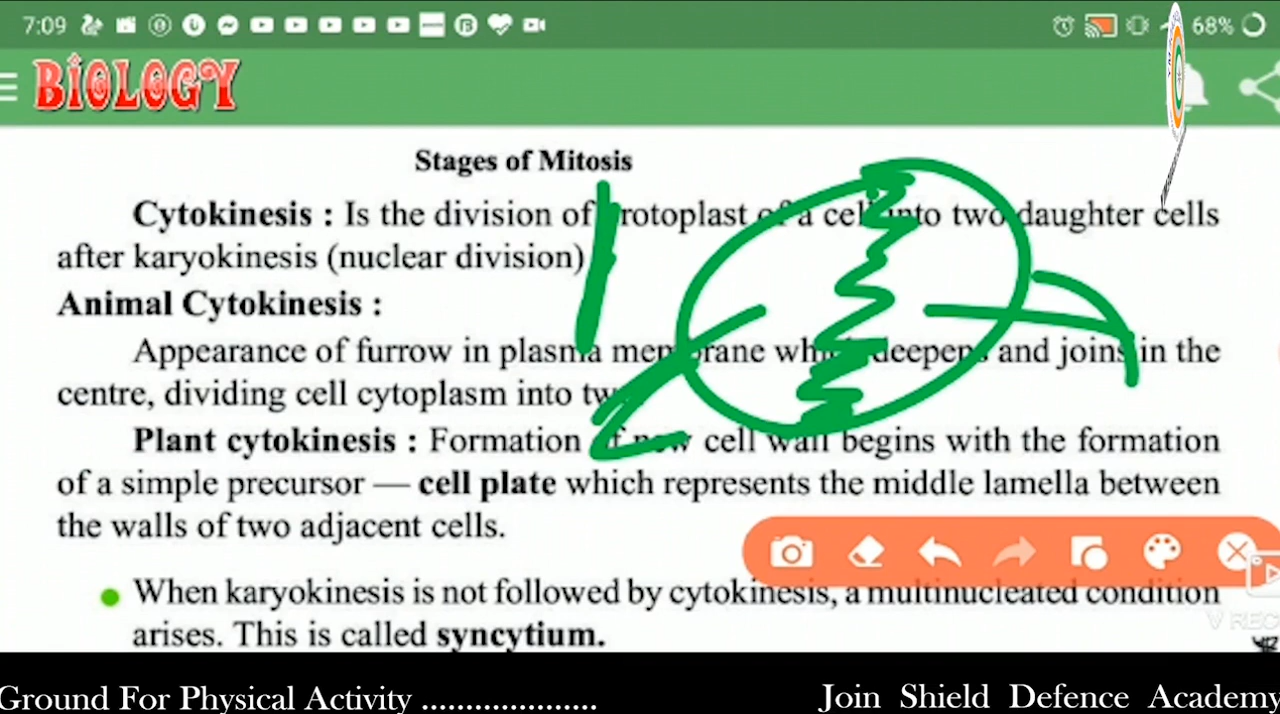 7:09
68%
BIOLOGY
Stages of Mitosis
Cytokinesis : Is the division of protoplast of a cell into two daughter cells
after karyokinesis (nuclear division)
Animal Cytokinesis :
Appearance of furrow in plasma membrane which deepens and joins in the
centre, dividing cell cytoplasm into
Plant cytokinesis : Formation of new cell wall begins with the formation
of a simple precursor — cell plate which represents the middle lamella between
the walls of two adjacent cells.
When karyokinesis is not followed by cytokinesis, a multinucleated condition
arises. This is called syncytium.
V REC
Ground For Physical Activity ....................
Join Shield Defence Academy